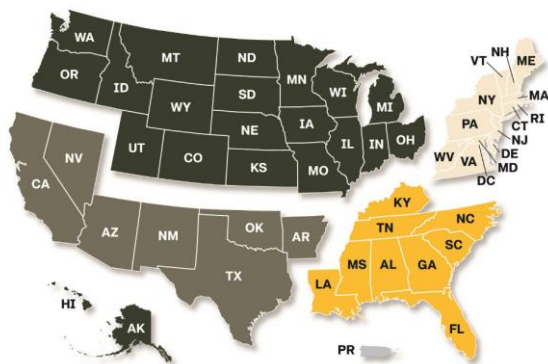 WA
MT
ND
MN
OR
ID
WY
SD
WI
MI
NE
IA
UT
CO
KS
MO
IL
IN
OH
NH
VT
ME
NY
MA
RI
CT
PA
NJ
DE
MD
WV
VA
DC
NV
CA
AZ
NM
OK
AR
TX
KY
NC
TN
SC
MS
AL
GA
LA
FL
HI
AK
PR